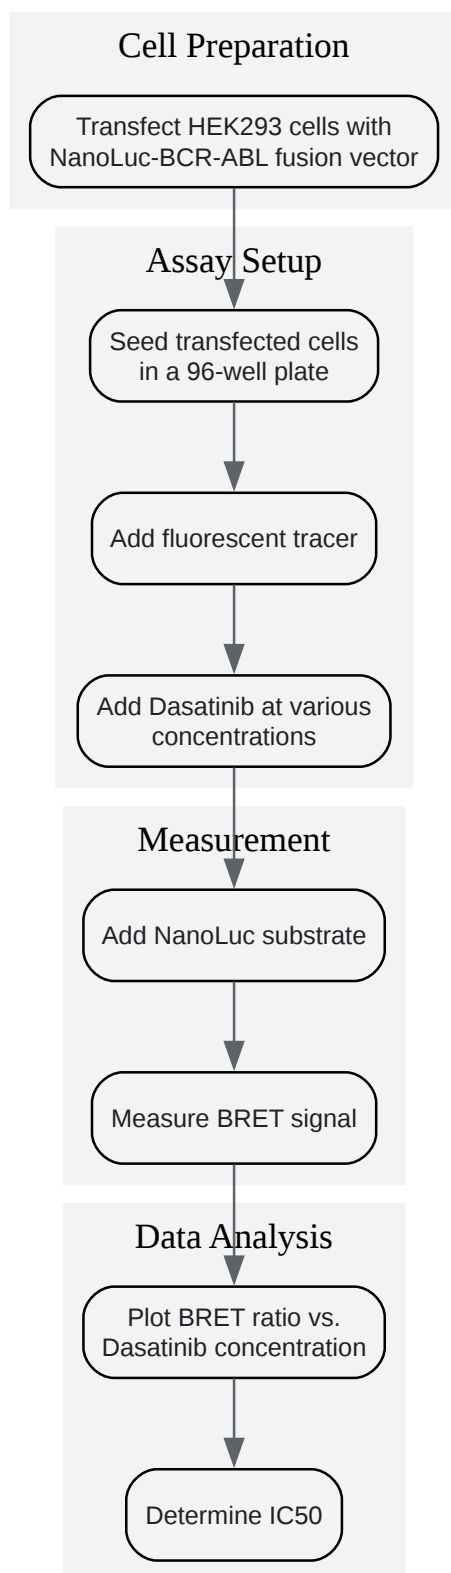 Cell Preparation
Transfect HEK293 cells with
NanoLuc-BCR-ABL fusion vector
Assay Setup
Seed transfected cells
in a 96-well plate
Add fluorescent tracer
Add Dasatinib at various
concentrations
Measurement
Add NanoLuc substrate
Measure BRET signal
Data Analysis
Plot BRET ratio vs.
Dasatinib concentration
Determine IC50